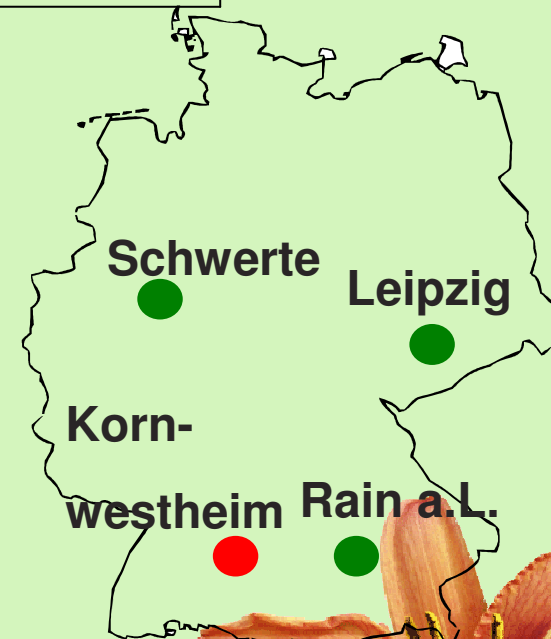 Schwerte
Leipzig
Korn-
westheim
Rain a.L.